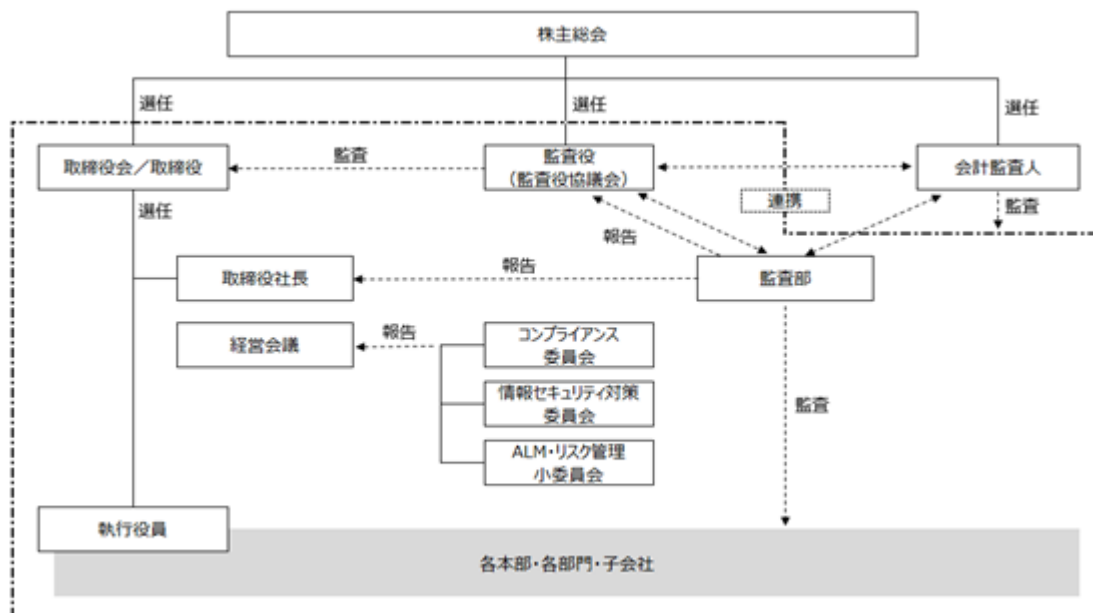 株主総会
選任
選任
選任
取締役会／取締役
監査
監査役
（監査役協議会）
会計監査人
連携
選任
報告
監査
取締役社長
報告
監査部
経営会議
報告
コンプライアンス
委員会
情報セキュリティ対策
委員会
監査
ALM・リスク管理
小委員会
執行役員
各本部・各部門・子会社